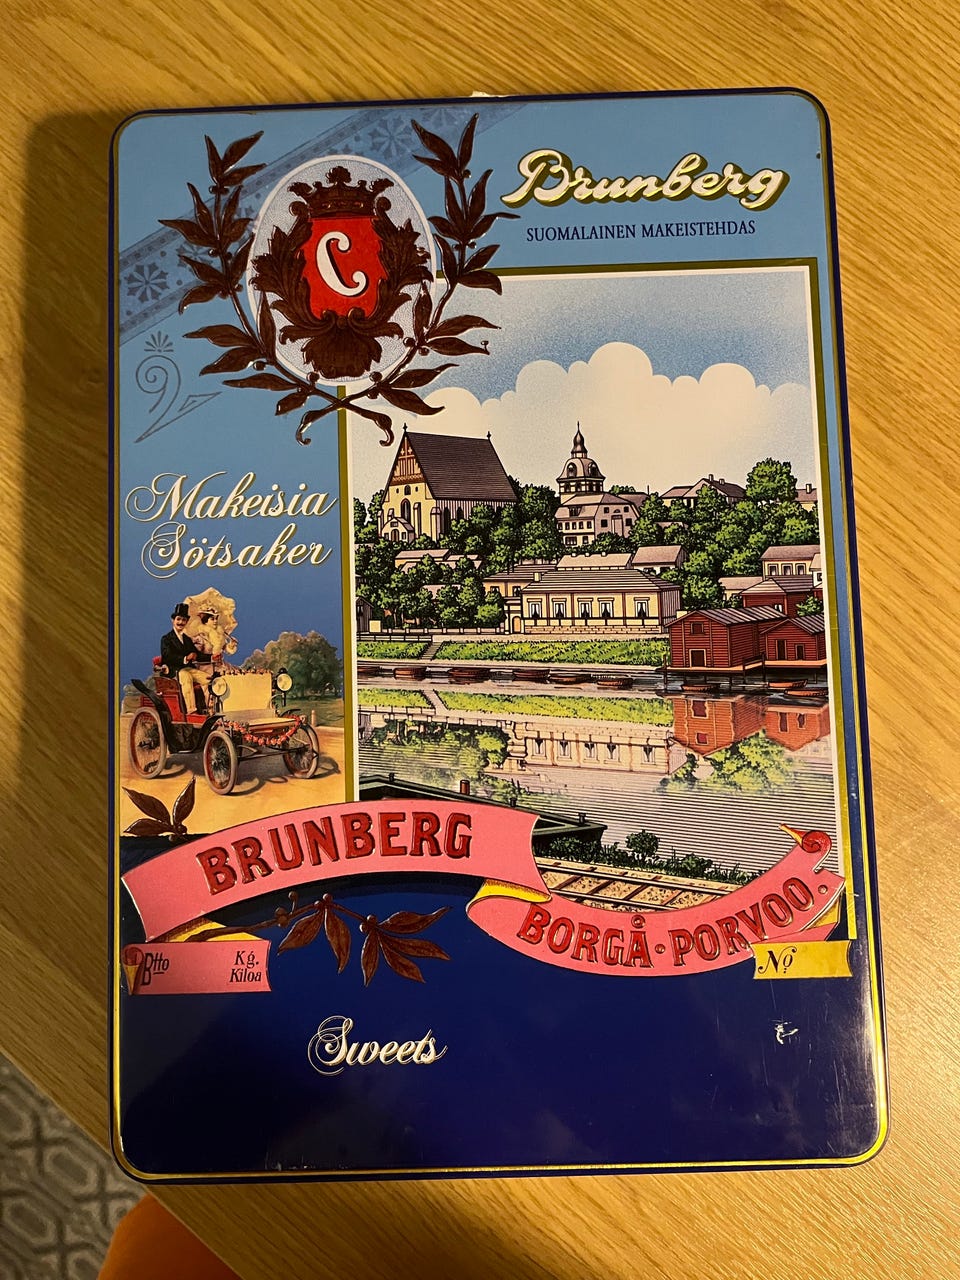 C
Brunberg
SUOMALAINEN MAKEISTEHDAS
Makeisia
Sötsaker
BRUNBERG
BORGÅ · PORVOO.
Btto Kg.
Kiloa
No
Sweets